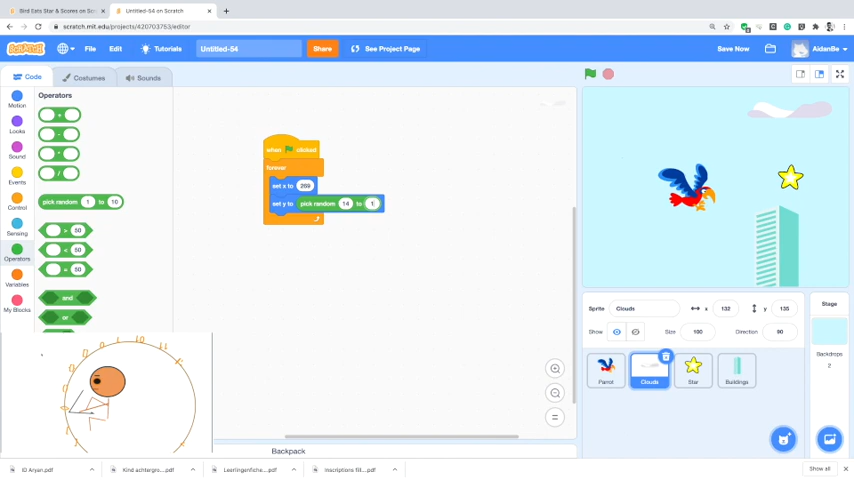 Bird Eats Star & Scores on Sc
Untitled-54 on Scratch
scratch.mit.edu/projects/420703763/editor
SCRATCH
File
Edit
Tutorials
Untitled-54
Share
See Project Page
Save Now
AidanBe
Code
Costumes
Sounds
Motion
Looks
Sound
Events
Control
Sensing
Operators
Variables
My Blocks
Operators
+
-
*
/
pick random 1 to 10
> 50
< 50
= 50
and
or
when clicked
forever
set x to 269
set y to pick random 14 to 1
Sprite
Clouds
x
132
y
135
Show
Size
100
Direction
90
Parrot
Clouds
Star
Buildings
Stage
Backdrops
2
Backpack
ID Aryan.pdf
Kind achtergro....pdf
Leerlingenfiche....pdf
Inscriptions fill....pdf
Show all